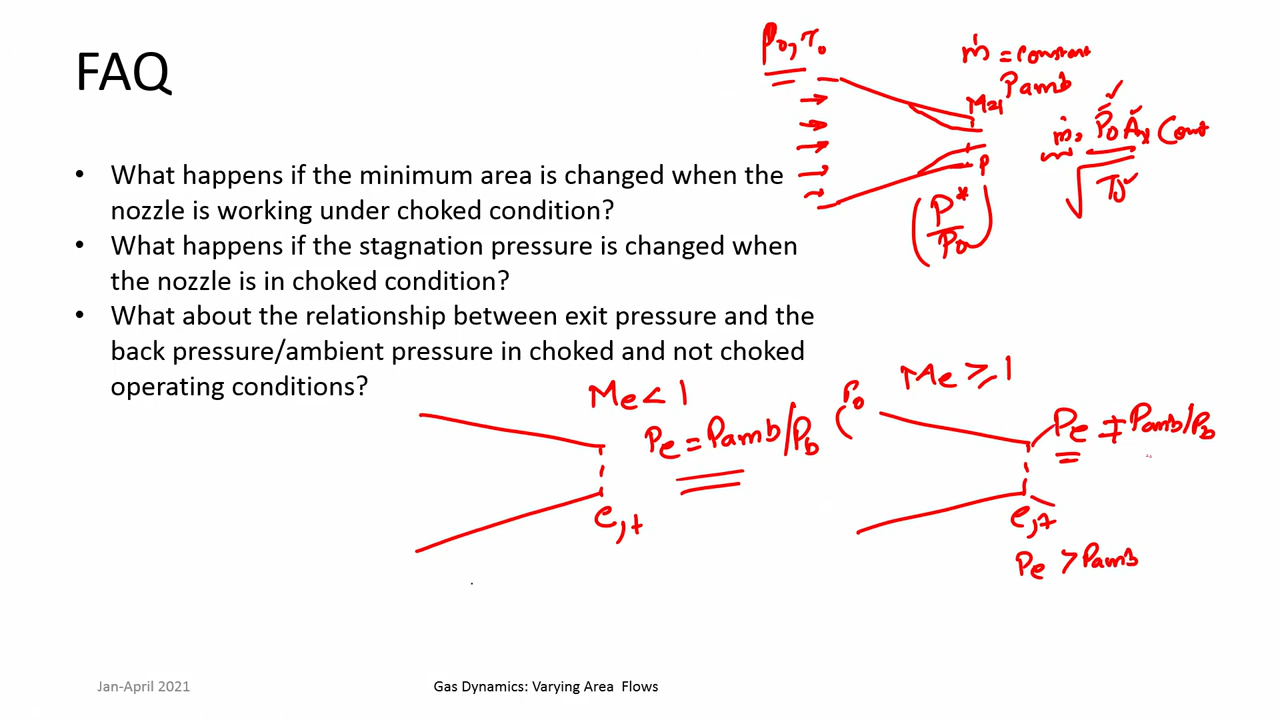 FAQ
P₀, T₀
ṁ = constant
Pamb
M=1
ṁ = P₀ A
√T₀
Const
P
(P*/P₀)
• What happens if the minimum area is changed when the
nozzle is working under choked condition?
• What happens if the stagnation pressure is changed when
the nozzle is in choked condition?
• What about the relationship between exit pressure and the
back pressure/ambient pressure in choked and not choked
operating conditions?
Me < 1
Pe = Pamb/Pb
e, t
P₀
Me ≥ 1
Pe ≠ Pamb/Pb
e, t
Pe > Pamb
Jan-April 2021
Gas Dynamics: Varying Area Flows